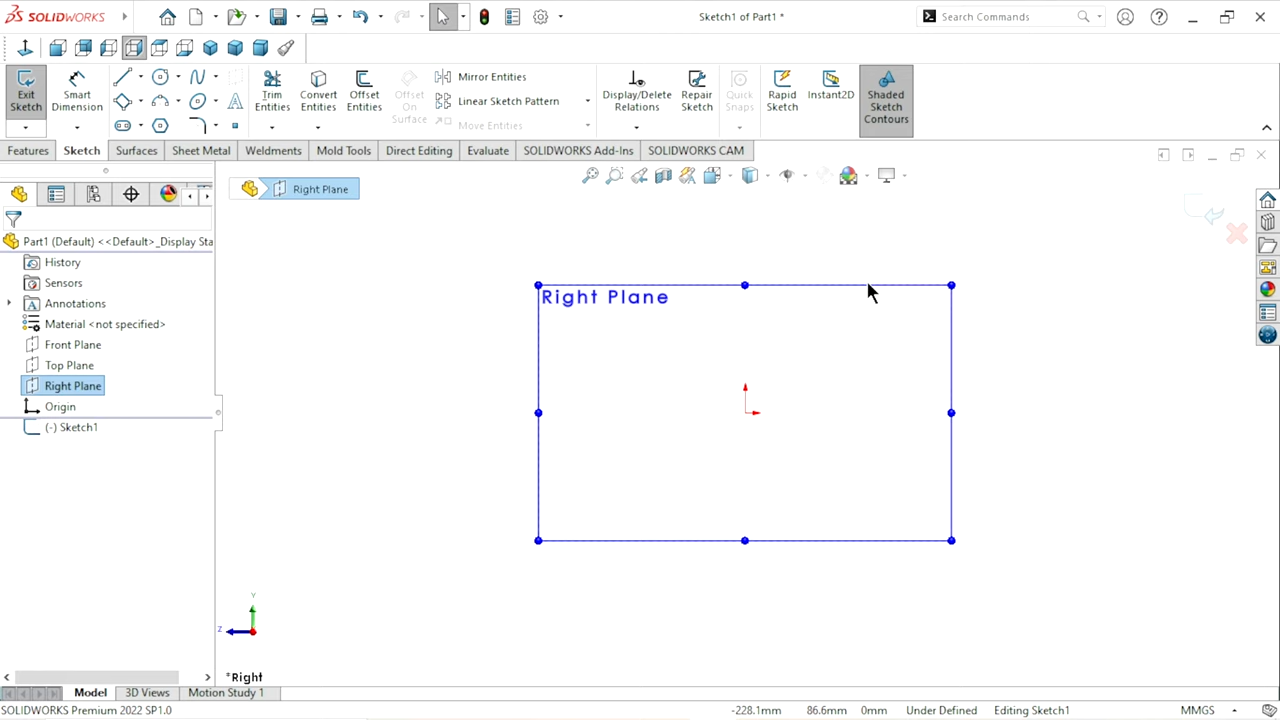 SOLIDWORKS
Sketch1 of Part1 *
Search Commands
Exit Sketch
Smart Dimension
Trim Entities
Convert Entities
Offset Entities
Offset On Surface
Mirror Entities
Linear Sketch Pattern
Move Entities
Display/Delete Relations
Repair Sketch
Quick Snaps
Rapid Sketch
Instant2D
Shaded Sketch Contours
Features
Sketch
Surfaces
Sheet Metal
Weldments
Mold Tools
Direct Editing
Evaluate
SOLIDWORKS Add-Ins
SOLIDWORKS CAM
Right Plane
Part1 (Default) <<Default>_Display Sta
History
Sensors
Annotations
Material <not specified>
Front Plane
Top Plane
Right Plane
Origin
(-) Sketch1
Right Plane
Y
Z
*Right
Model
3D Views
Motion Study 1
SOLIDWORKS Premium 2022 SP1.0
-228.1mm
86.6mm
0mm
Under Defined
Editing Sketch1
MMGS